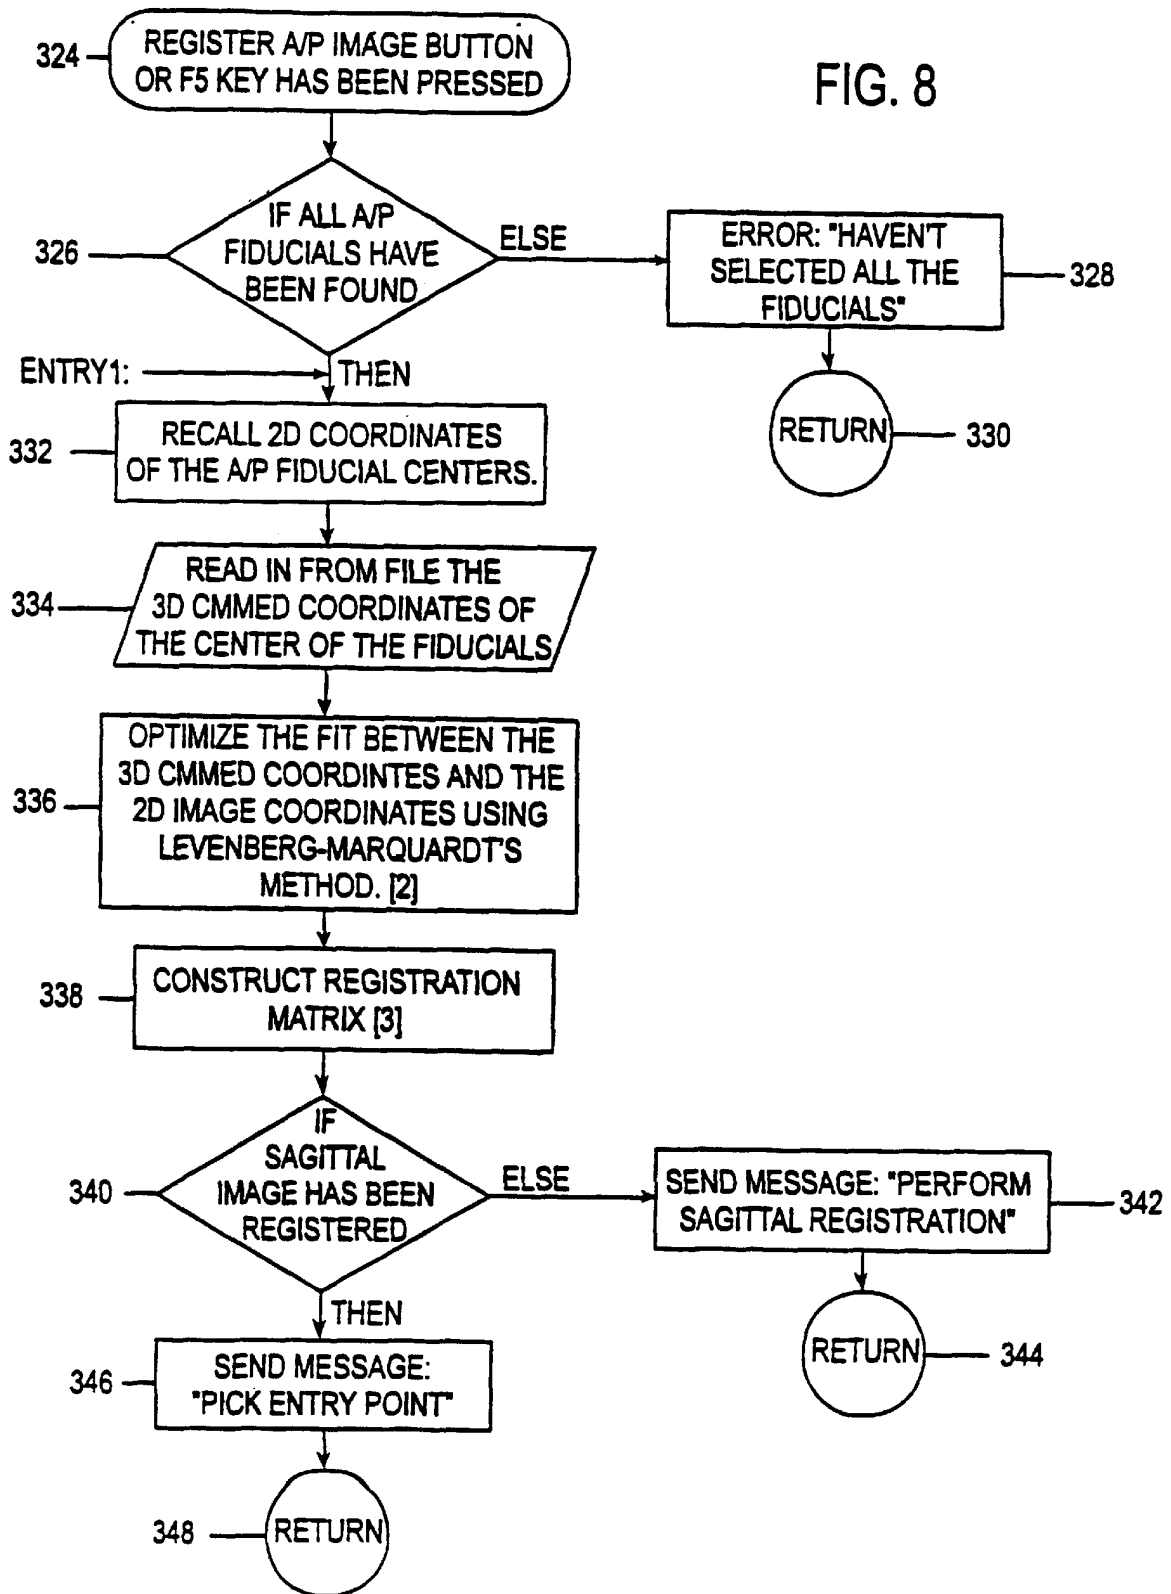 FIG. 8
324
REGISTER A/P IMAGE BUTTON
OR F5 KEY HAS BEEN PRESSED
326
IF ALL A/P
FIDUCIALS HAVE
BEEN FOUND
ELSE
ERROR: "HAVEN'T
SELECTED ALL THE
FIDUCIALS"
328
RETURN
330
ENTRY1:
THEN
332
RECALL 2D COORDINATES
OF THE A/P FIDUCIAL CENTERS.
334
READ IN FROM FILE THE
3D CMMED COORDINATES OF
THE CENTER OF THE FIDUCIALS
336
OPTIMIZE THE FIT BETWEEN THE
3D CMMED COORDINTES AND THE
2D IMAGE COORDINATES USING
LEVENBERG-MARQUARDT'S
METHOD. [2]
338
CONSTRUCT REGISTRATION
MATRIX [3]
340
IF
SAGITTAL
IMAGE HAS BEEN
REGISTERED
ELSE
SEND MESSAGE: "PERFORM
SAGITTAL REGISTRATION"
342
RETURN
344
THEN
346
SEND MESSAGE:
"PICK ENTRY POINT"
348
RETURN